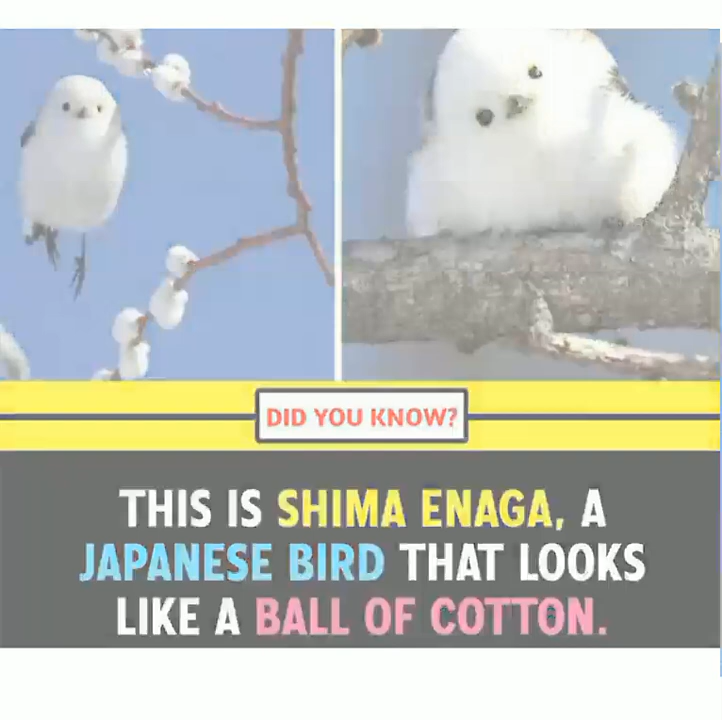 DID YOU KNOW?
THIS IS SHIMA ENAGA, A
JAPANESE BIRD THAT LOOKS
LIKE A BALL OF COTTON.